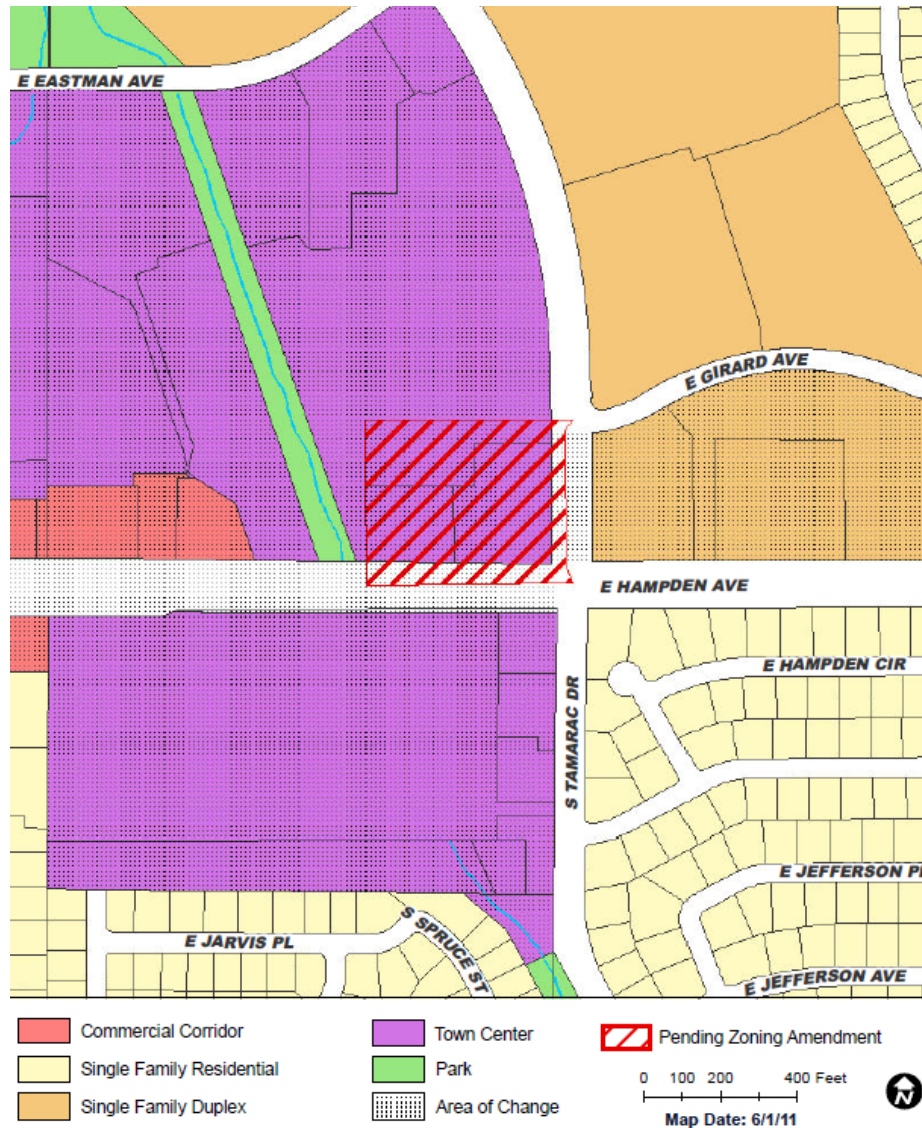 E EASTMAN AVE
E GIRARD AVE
E HAMPDEN AVE
E HAMPDEN CIR
S TAMARAC DR
E JEFFERSON PL
S SPRUCE ST
E JARVIS PL
E JEFFERSON AVE
Commercial Corridor
Single Family Residential
Single Family Duplex
Town Center
Park
Area of Change
Pending Zoning Amendment
0 100 200 400 Feet
Map Date: 6/1/11
N